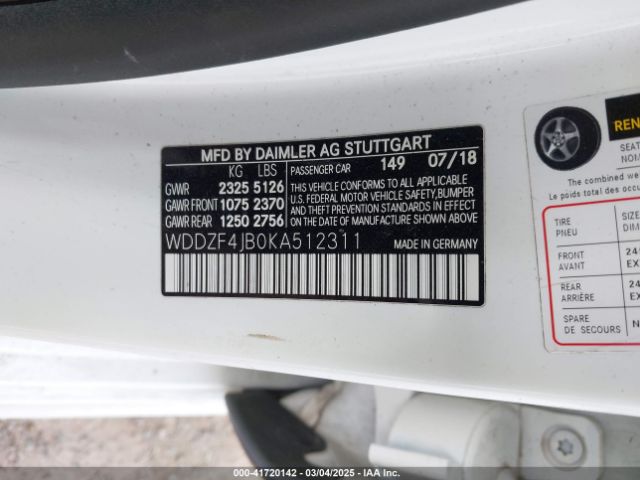 MFD BY DAIMLER AG STUTTGART
KG LBS PASSENGER CAR 149 07/18
GVWR 2325 5126
GAWR FRONT 1075 2370
GAWR REAR 1250 2756
THIS VEHICLE CONFORMS TO ALL APPLICABLE
U.S. FEDERAL MOTOR VEHICLE SAFETY, BUMPER
AND THEFT PREVENTION STANDARDS IN EFFECT
ON THE DATE OF MANUFACTURE SHOWN ABOVE.
WDDZF4JB0KA512311 MADE IN GERMANY
REN
SEAT
NOM
The combined we
Le poids total des occ
TIRE
PNEU
SIZE
DIM
FRONT
AVANT
24
EX
REAR
ARRIÈRE
24
EX
SPARE
DE SECOURS
N
000-41720142 - 03/04/2025 - IAA Inc.